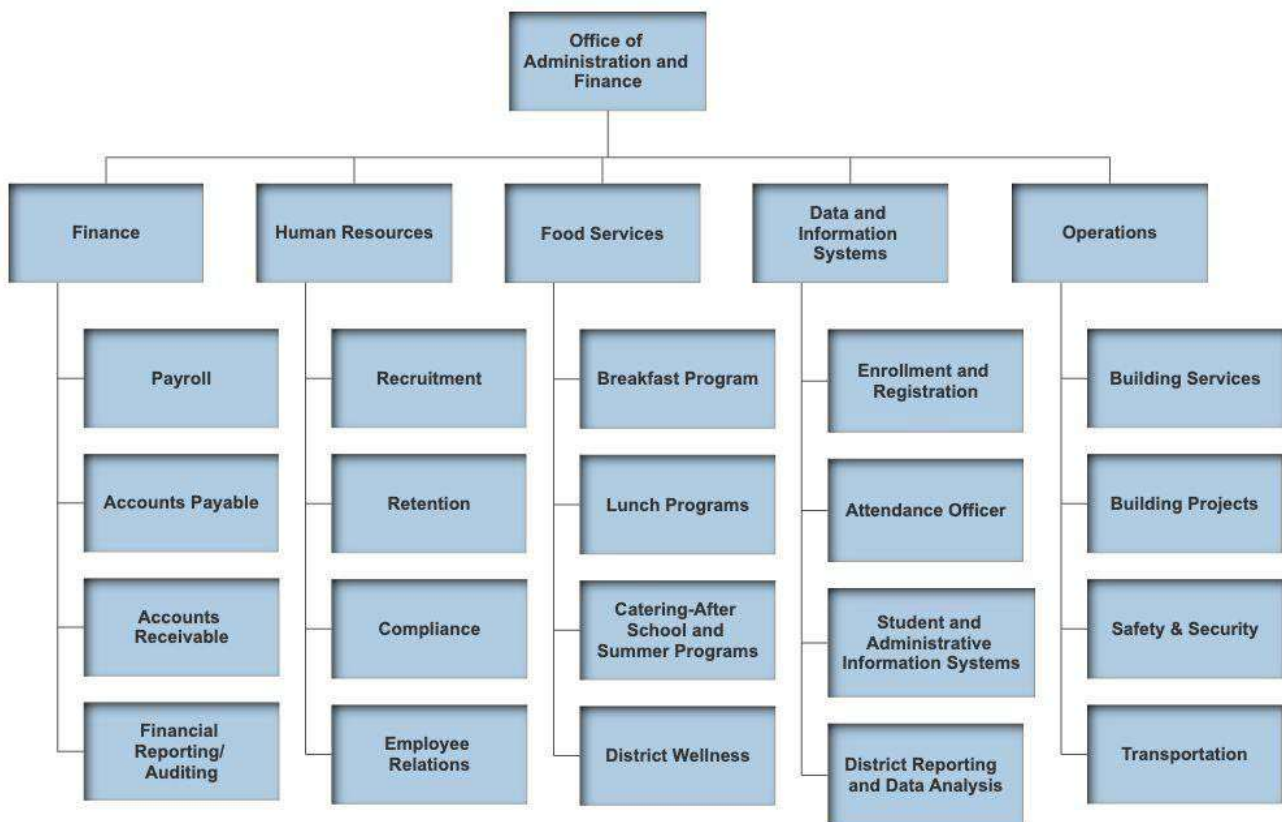 Office of
Administration and
Finance
Finance
Human Resources
Food Services
Data and
Information
Systems
Operations
Payroll
Recruitment
Breakfast Program
Enrollment and
Registration
Building Services
Accounts Payable
Retention
Lunch Programs
Attendance Officer
Building Projects
Accounts
Receivable
Compliance
Catering-After
School and
Summer Programs
Student and
Administrative
Information Systems
Safety & Security
Financial
Reporting/
Auditing
Employee
Relations
District Wellness
District Reporting
and Data Analysis
Transportation